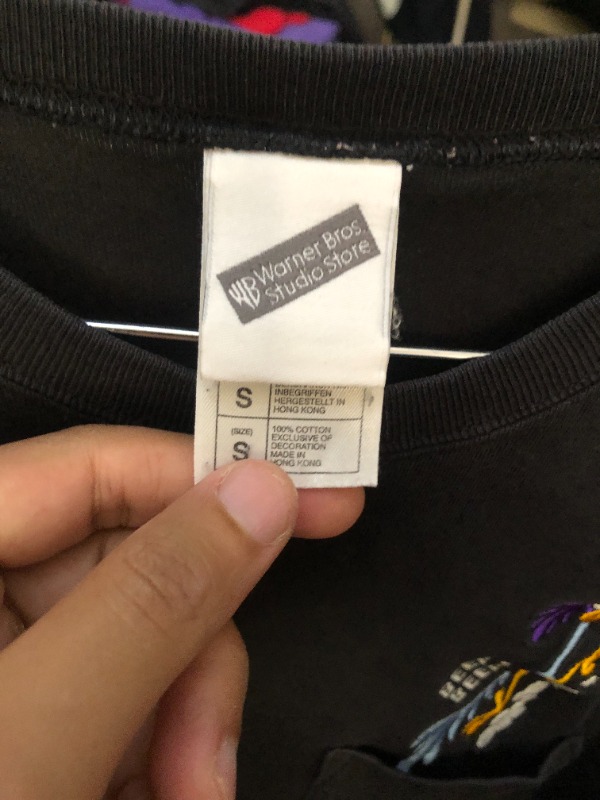 WB Warner Bros.
Studio Store
S
INBEGRIFFEN
HERGESTELLT IN
HONG KONG
(SIZE)
S
100% COTTON
EXCLUSIVE OF
DECORATION
MADE IN
HONG KONG
BEEP
BEEP